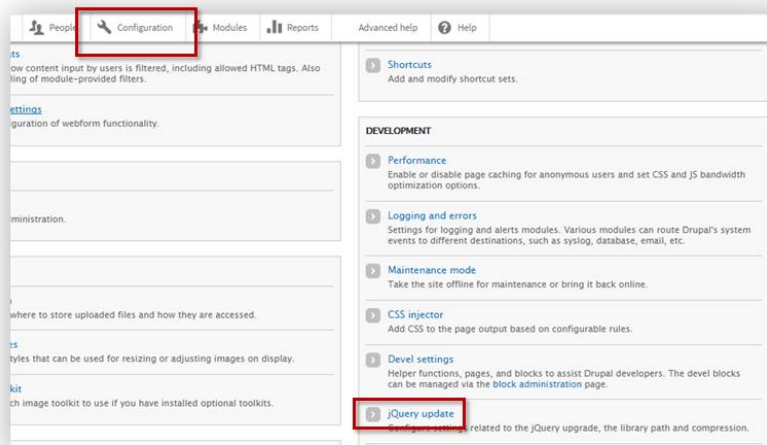 People Configuration Modules Reports Advanced help Help
ow content input by users is filtered, including allowed HTML tags. Also
ling of module-provided filters.
ettings
guration of webform functionality.
ministration.
where to store uploaded files and how they are accessed.
es
tyles that can be used for resizing or adjusting images on display.
kit
ch image toolkit to use if you have installed optional toolkits.
Shortcuts
Add and modify shortcut sets.
DEVELOPMENT
Performance
Enable or disable page caching for anonymous users and set CSS and JS bandwidth
optimization options.
Logging and errors
Settings for logging and alerts modules. Various modules can route Drupal's system
events to different destinations, such as syslog, database, email, etc.
Maintenance mode
Take the site offline for maintenance or bring it back online.
CSS injector
Add CSS to the page output based on configurable rules.
Devel settings
Helper functions, pages, and blocks to assist Drupal developers. The devel blocks
can be managed via the block administration page.
jQuery update
Configure settings related to the jQuery upgrade, the library path and compression.